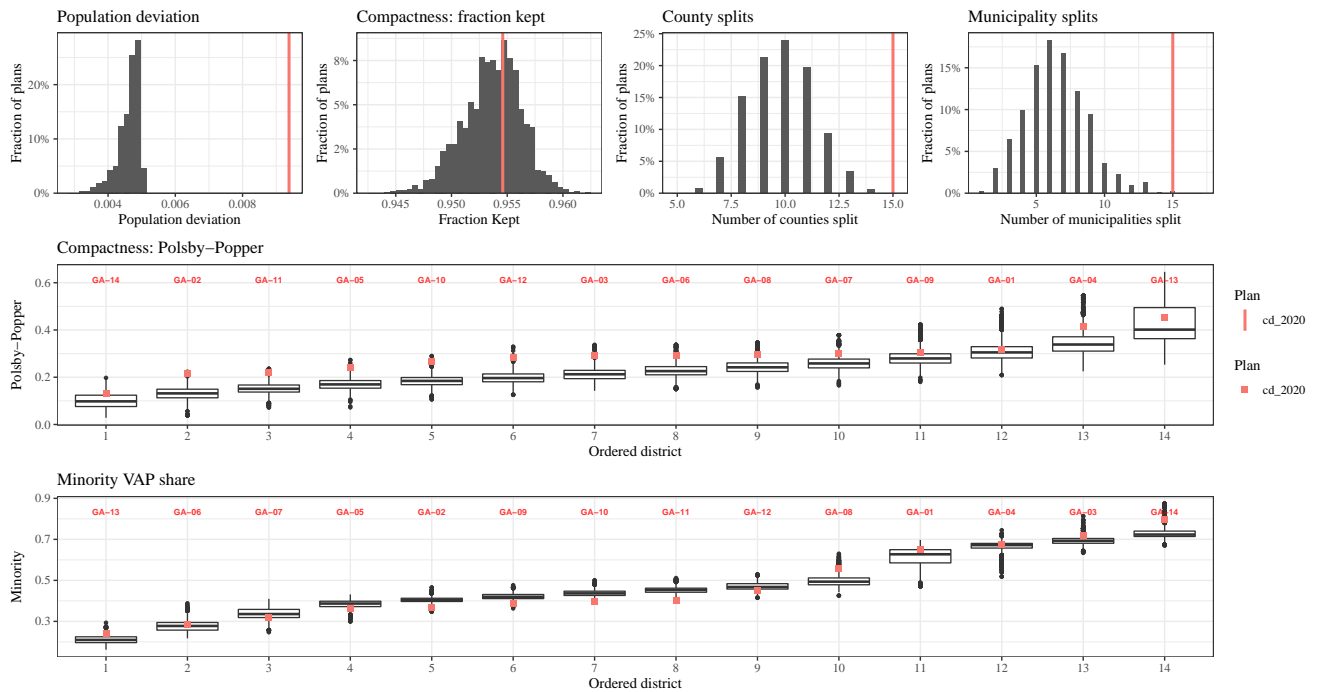 Population deviation
Fraction of plans
20%
10%
0%
0.004 0.006 0.008
Population deviation
Compactness: fraction kept
Fraction of plans
8%
5%
2%
0%
0.945 0.950 0.955 0.960
Fraction Kept
County splits
Fraction of plans
25%
20%
15%
10%
5%
0%
5.0 7.5 10.0 12.5 15.0
Number of counties split
Municipality splits
Fraction of plans
15%
10%
5%
0%
5 10 15
Number of municipalities split
Compactness: Polsby−Popper
Polsby−Popper
0.6
0.4
0.2
0.0
GA−14 GA−02 GA−11 GA−05 GA−10 GA−12 GA−03 GA−06 GA−08 GA−07 GA−09 GA−01 GA−04 GA−13
1 2 3 4 5 6 7 8 9 10 11 12 13 14
Ordered district
Plan
cd_2020
Plan
cd_2020
Minority VAP share
Minority
0.9
0.7
0.5
0.3
GA−13 GA−06 GA−07 GA−05 GA−02 GA−09 GA−10 GA−11 GA−12 GA−08 GA−01 GA−04 GA−03 GA−14
1 2 3 4 5 6 7 8 9 10 11 12 13 14
Ordered district